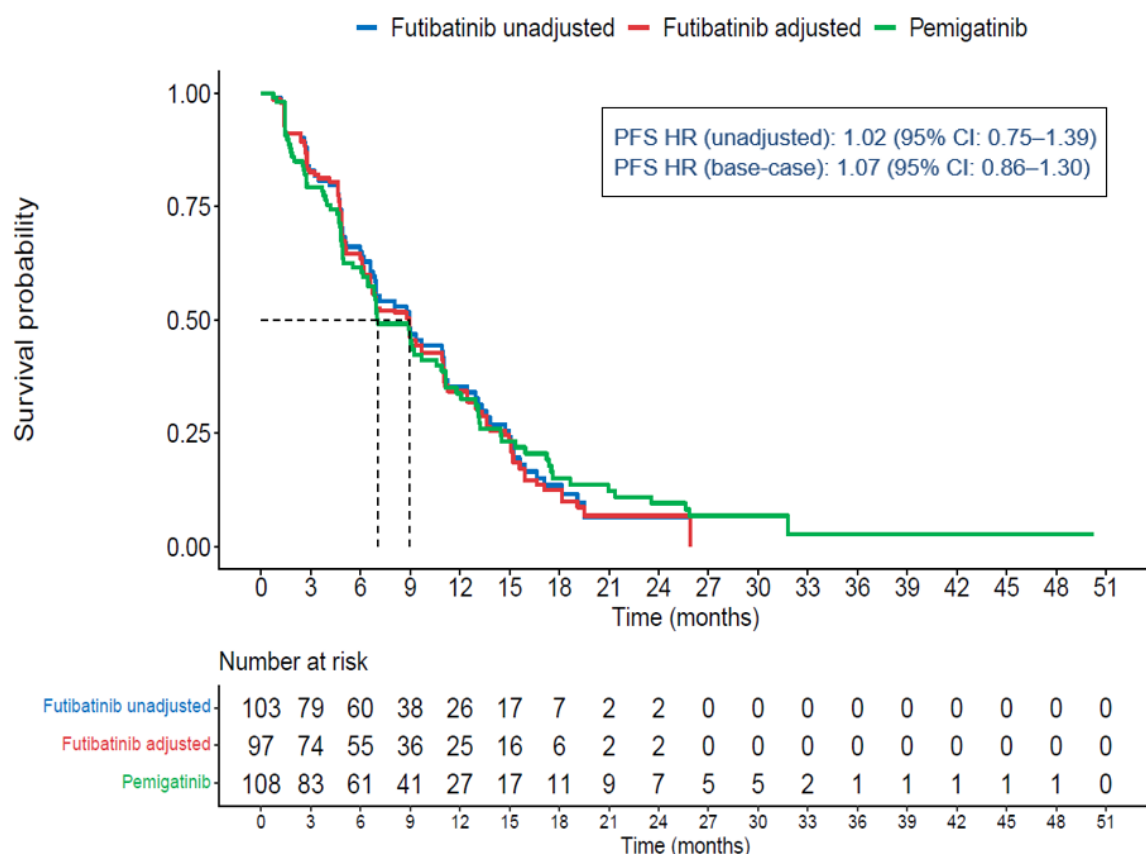 Futibatinib unadjusted Futibatinib adjusted Pemigatinib
PFS HR (unadjusted): 1.02 (95% CI: 0.75–1.39)
PFS HR (base-case): 1.07 (95% CI: 0.86–1.30)
Survival probability
1.00
0.75
0.50
0.25
0.00
0 3 6 9 12 15 18 21 24 27 30 33 36 39 42 45 48 51
Time (months)
Number at risk
Futibatinib unadjusted 103 79 60 38 26 17 7 2 2 0 0 0 0 0 0 0 0 0
Futibatinib adjusted 97 74 55 36 25 16 6 2 2 0 0 0 0 0 0 0 0 0
Pemigatinib 108 83 61 41 27 17 11 9 7 5 5 2 1 1 1 1 1 0
0 3 6 9 12 15 18 21 24 27 30 33 36 39 42 45 48 51
Time (months)